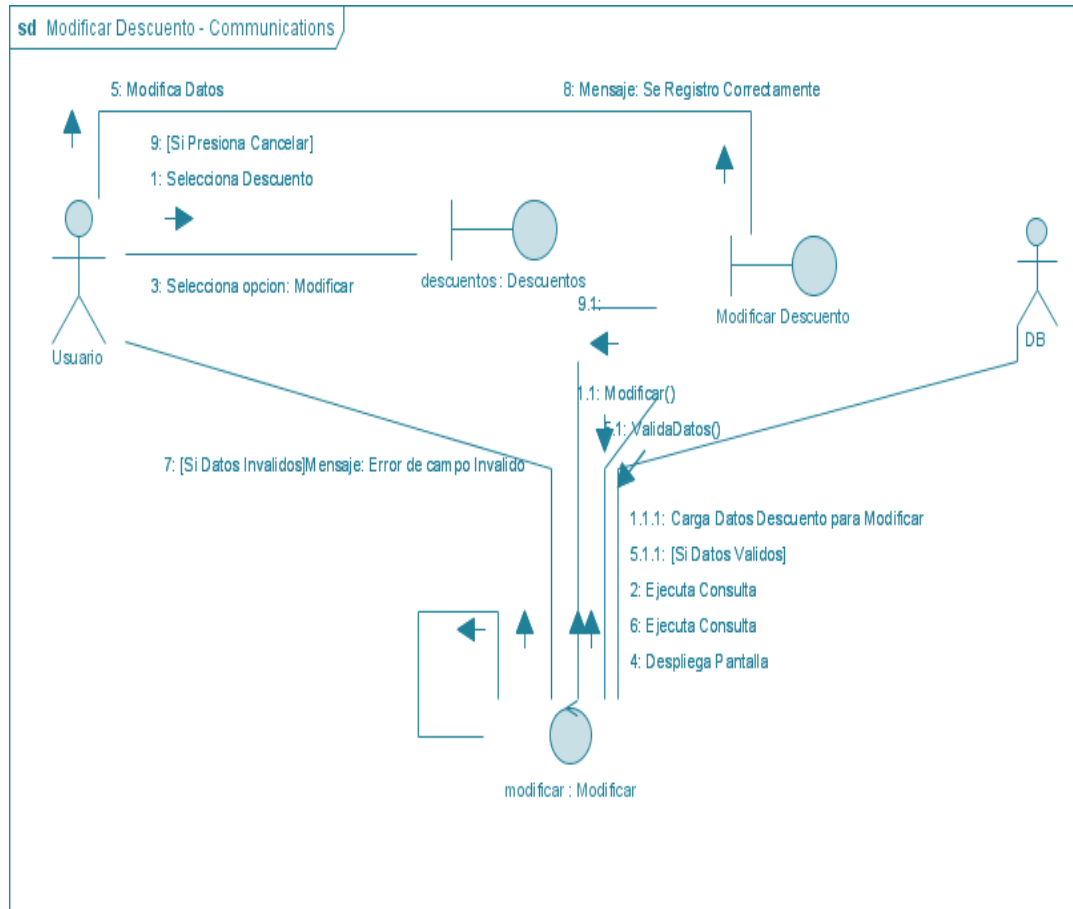 sd Modificar Descuento - Communications
5: Modifica Datos
8: Mensaje: Se Registro Correctamente
9: [Si Presiona Cancelar]
1: Selecciona Descuento
3: Selecciona opcion: Modificar
descuentos : Descuentos
9.1:
Modificar Descuento
DB
Usuario
1.1: Modificar()
5.1: ValidaDatos()
7: [Si Datos Invalidos]Mensaje: Error de campo Invalido
1.1.1: Carga Datos Descuento para Modificar
5.1.1: [Si Datos Validos]
2: Ejecuta Consulta
6: Ejecuta Consulta
4: Despliega Pantalla
modificar : Modificar